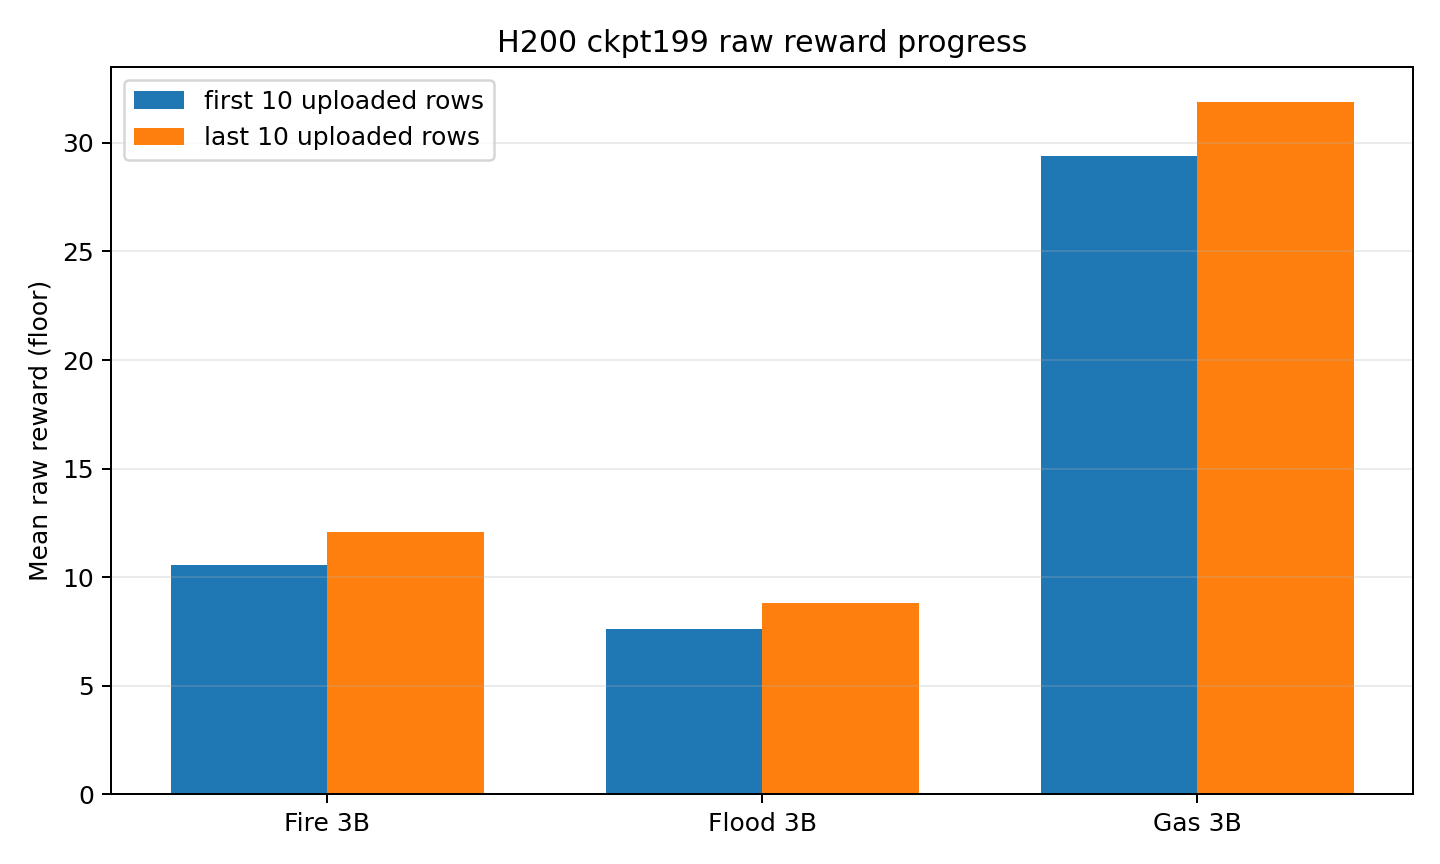 H200 ckpt199 raw reward progress
first 10 uploaded rows
last 10 uploaded rows
Mean raw reward (floor)
30
25
20
15
10
5
0
Fire 3B
Flood 3B
Gas 3B